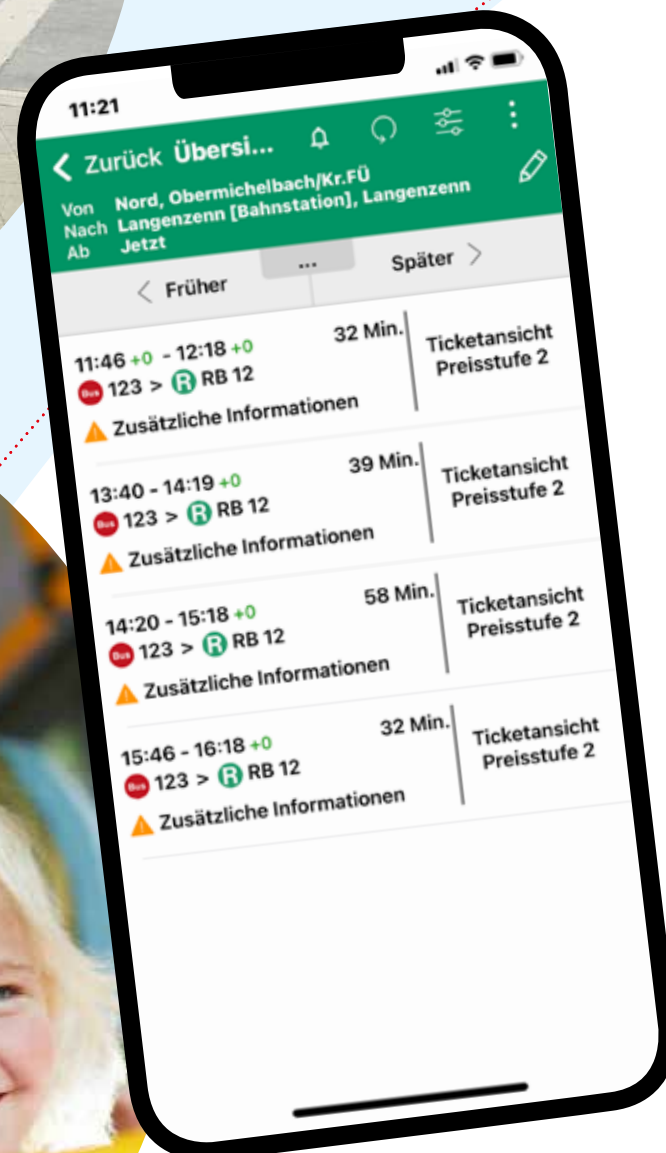 11:21
Zurück Übersi...
Von Nord, Obermichelbach/Kr.FÜ
Nach Langenzenn [Bahnstation], Langenzenn
Ab Jetzt
< Früher ... Später >
11:46 +0 - 12:18 +0 32 Min.
Bus 123 > R RB 12
Zusätzliche Informationen
Ticketansicht
Preisstufe 2
13:40 - 14:19 +0 39 Min.
Bus 123 > R RB 12
Zusätzliche Informationen
Ticketansicht
Preisstufe 2
14:20 - 15:18 +0 58 Min.
Bus 123 > R RB 12
Zusätzliche Informationen
Ticketansicht
Preisstufe 2
15:46 - 16:18 +0 32 Min.
Bus 123 > R RB 12
Zusätzliche Informationen
Ticketansicht
Preisstufe 2